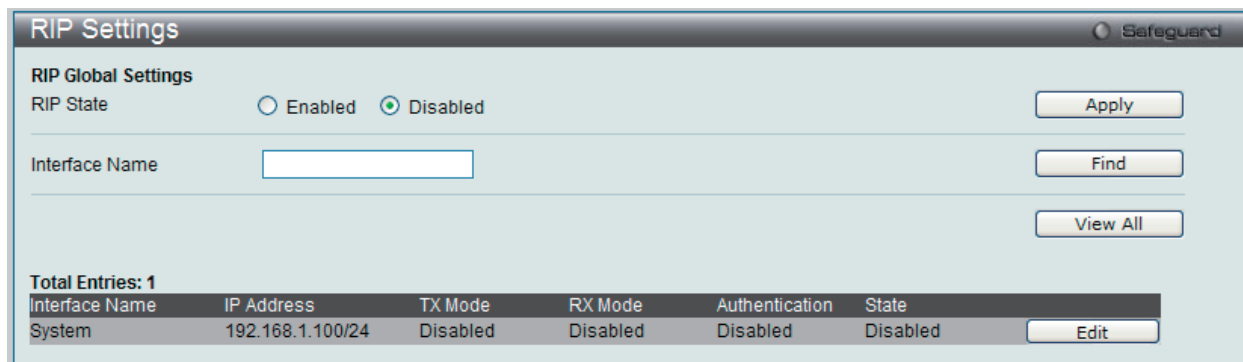 RIP Settings Safeguard
RIP Global Settings
RIP State Enabled Disabled Apply
Interface Name Find
View All
Total Entries: 1
Interface Name IP Address TX Mode RX Mode Authentication State
System 192.168.1.100/24 Disabled Disabled Disabled Disabled Edit